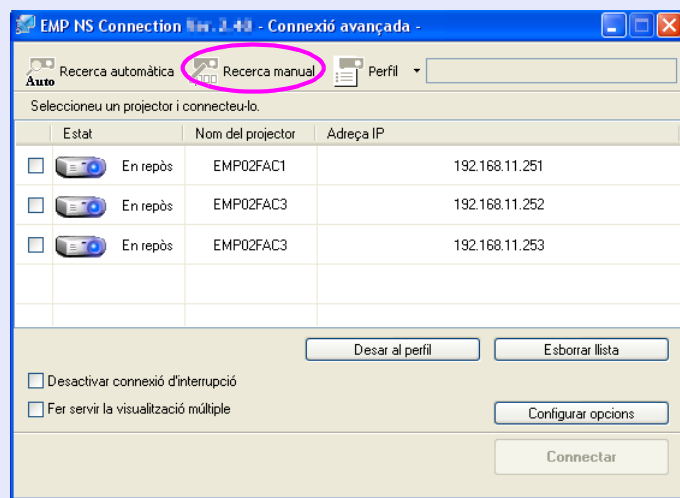 EMP NS Connection - Connexió avançada -
Auto Recerca automàtica Recerca manual Perfil
Seleccioneu un projector i connecteu-lo.
Estat Nom del projector Adreça IP
En repòs EMP02FAC1 192.168.11.251
En repòs EMP02FAC3 192.168.11.252
En repòs EMP02FAC3 192.168.11.253
Desar al perfil Esborrar llista
Desactivar connexió d'interrupció
Fer servir la visualització múltiple
Configurar opcions
Connectar